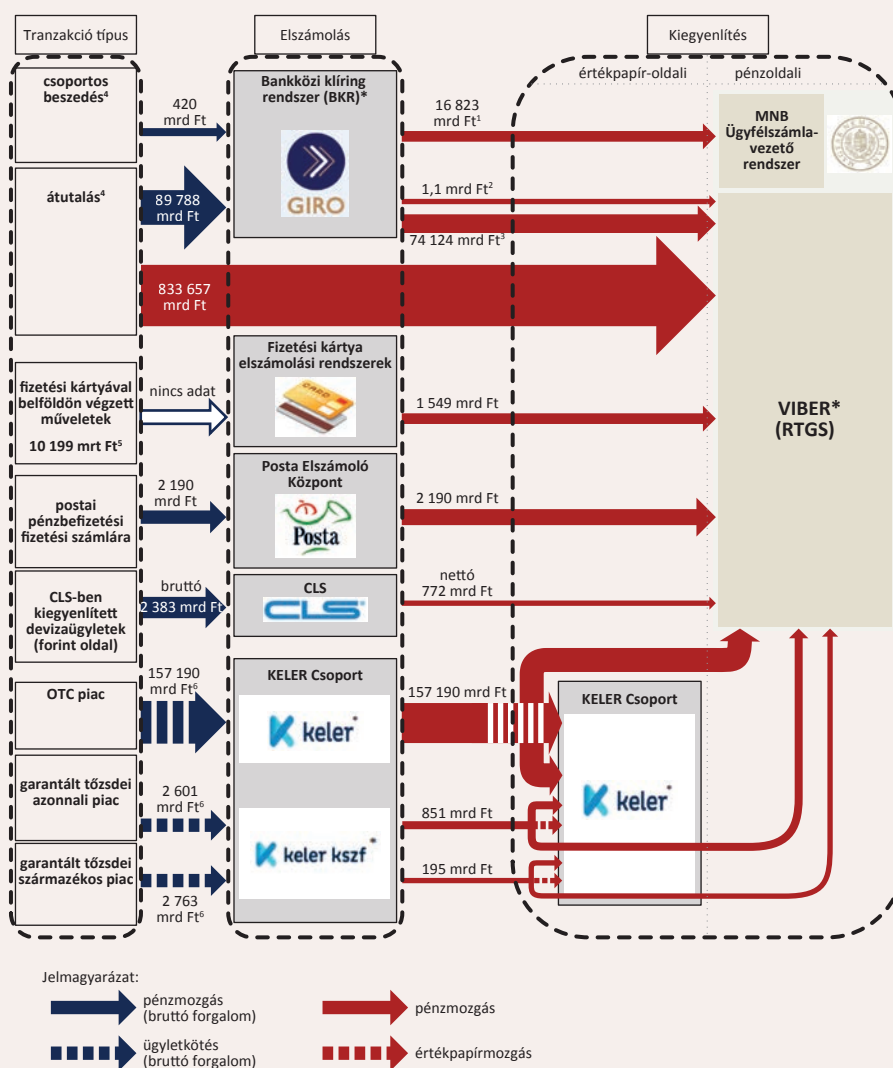 Tranzakció típus
Elszámolás
Kiegyenlítés
értékpapír-oldali
pénzoldali
csoportos
beszedés⁴
420
mrd Ft
Bankközi klíring
rendszer (BKR)*
GIRO
16 823
mrd Ft¹
MNB
Ügyfélszámla-
vezető
rendszer
átutalás⁴
89 788
mrd Ft
1,1 mrd Ft²
74 124 mrd Ft³
833 657
mrd Ft
fizetési kártyával
belföldön végzett
műveletek
10 199 mrt Ft⁵
nincs adat
Fizetési kártya
elszámolási rendszerek
CARD
1 549 mrd Ft
VIBER*
(RTGS)
postai
pénzbefizetési
fizetési számlára
2 190
mrd Ft
Posta Elszámoló
Központ
Posta
2 190 mrd Ft
CLS-ben
kiegyenlített
devizaügyletek
(forint oldal)
bruttó
2 383 mrd Ft
CLS
CLS
nettó
772 mrd Ft
OTC piac
157 190
mrd Ft⁶
KELER Csoport
keler
157 190 mrd Ft
KELER Csoport
keler
garantált tőzsdei
azonnali piac
2 601
mrd Ft⁶
keler kszf
851 mrd Ft
garantált tőzsdei
származékos piac
2 763
mrd Ft⁶
195 mrd Ft
Jelmagyarázat:
pénzmozgás
(bruttó forgalom)
pénzmozgás
ügyletkötés
(bruttó forgalom)
értékpapírmozgás